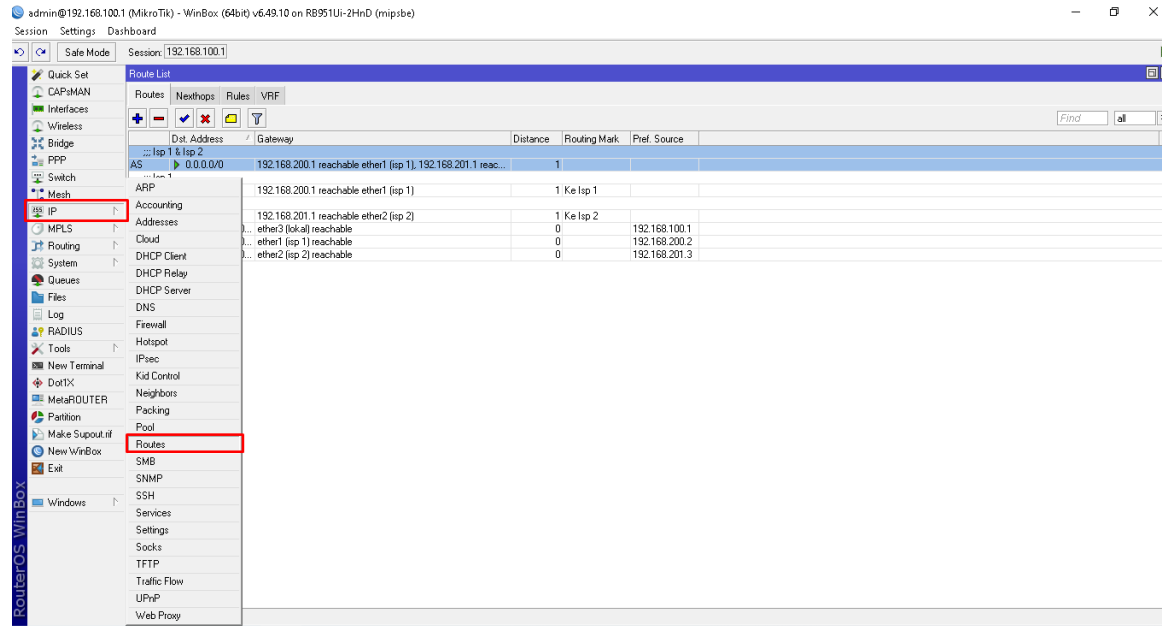 admin@192.168.100.1 (MikroTik) - WinBox (64bit) v6.49.10 on RB951Ui-2HnD (mipsbe)
Session Settings Dashboard
Safe Mode Session: 192.168.100.1
Quick Set
CAPsMAN
Interfaces
Wireless
Bridge
PPP
Switch
Mesh
IP
MPLS
Routing
System
Queues
Files
Log
RADIUS
Tools
New Terminal
Dot1X
MetaROUTER
Partition
Make Supout.rif
New WinBox
Exit
Windows
RouterOS WinBox
Route List
Routes Nexthops Rules VRF
Find all
Dst. Address / Gateway Distance Routing Mark Pref. Source
;;; Isp 1 & Isp 2
AS 0.0.0.0/0 192.168.200.1 reachable ether1 (isp 1), 192.168.201.1 reac... 1
;;; Isp 1
192.168.200.1 reachable ether1 (isp 1) 1 Ke Isp 1
192.168.201.1 reachable ether2 (isp 2) 1 Ke Isp 2
... ether3 (lokal) reachable 0 192.168.100.1
... ether1 (isp 1) reachable 0 192.168.200.2
... ether2 (isp 2) reachable 0 192.168.201.3
ARP
Accounting
Addresses
Cloud
DHCP Client
DHCP Relay
DHCP Server
DNS
Firewall
Hotspot
IPsec
Kid Control
Neighbors
Packing
Pool
Routes
SMB
SNMP
SSH
Services
Settings
Socks
TFTP
Traffic Flow
UPnP
Web Proxy